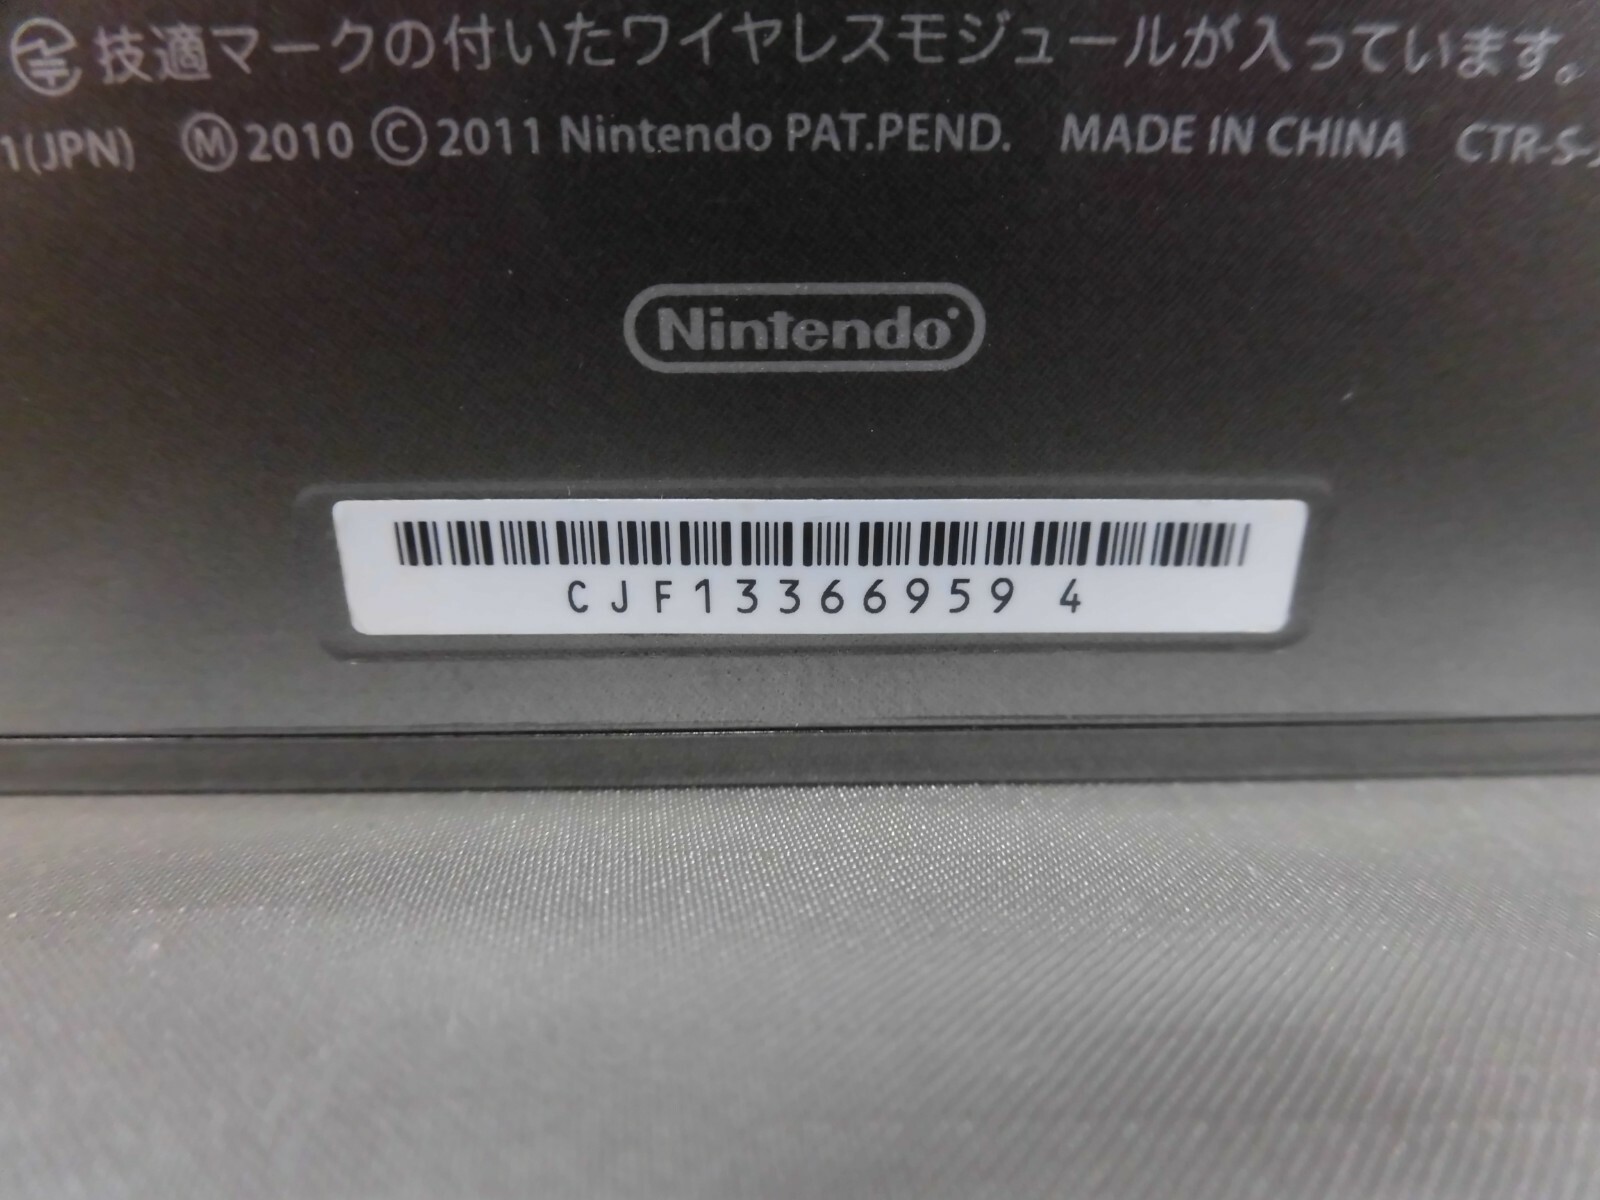 技適マークの付いたワイヤレスモジュールが入っています。
1(JPN) Ⓜ2010 ©2011 Nintendo PAT.PEND. MADE IN CHINA CTR-S-
Nintendo
CJF13366959 4